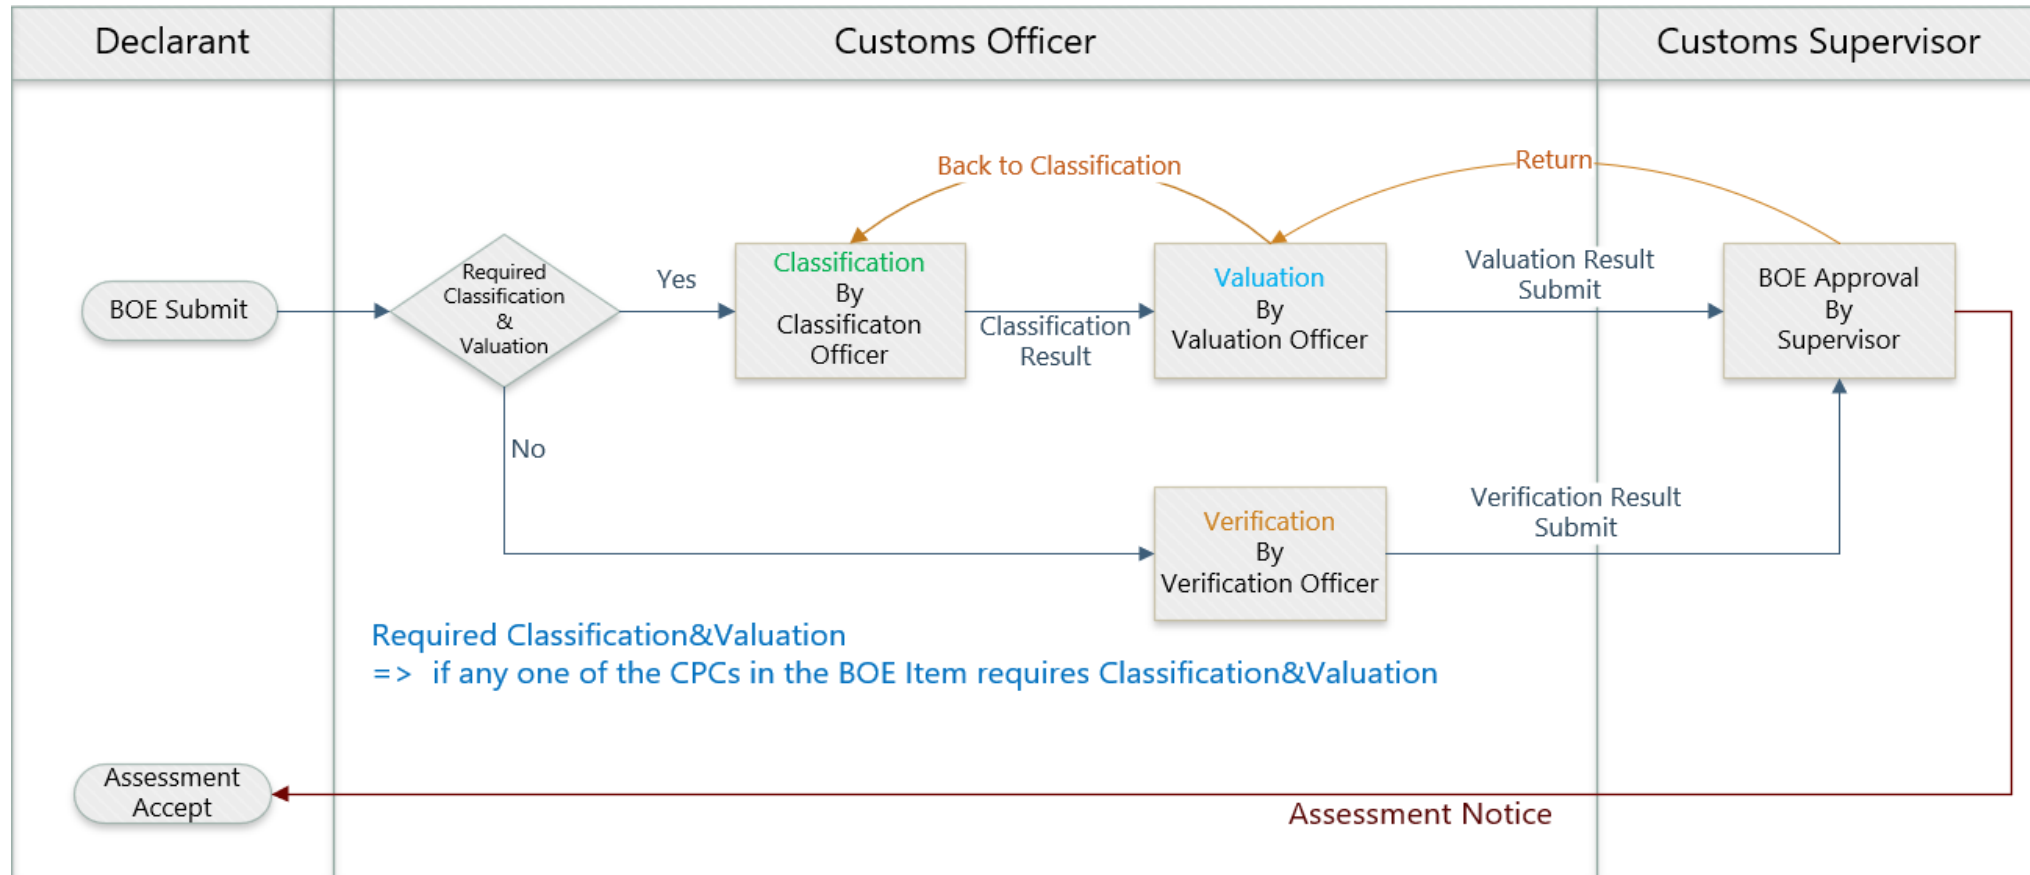 Declarant
Customs Officer
Customs Supervisor
Back to Classification
Return
BOE Submit
Required
Classification
&
Valuation
Yes
No
Classification
By
Classificaton
Officer
Classification
Result
Valuation
By
Valuation Officer
Valuation Result
Submit
BOE Approval
By
Supervisor
Verification
By
Verification Officer
Verification Result
Submit
Required Classification&Valuation
=> if any one of the CPCs in the BOE Item requires Classification&Valuation
Assessment
Accept
Assessment Notice